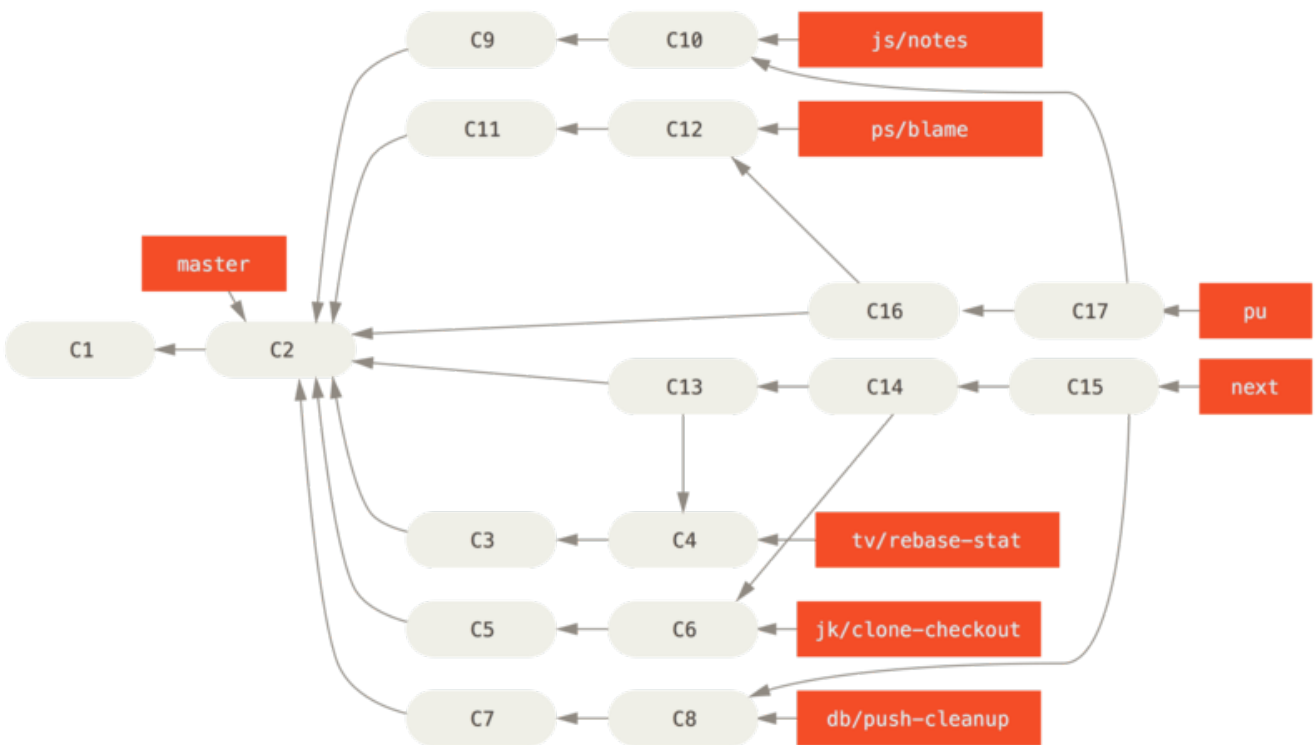 C9 C10 js/notes
C11 C12 ps/blame
master
C16 C17 pu
C1 C2
C13 C14 C15 next
C3 C4 tv/rebase-stat
C5 C6 jk/clone-checkout
C7 C8 db/push-cleanup